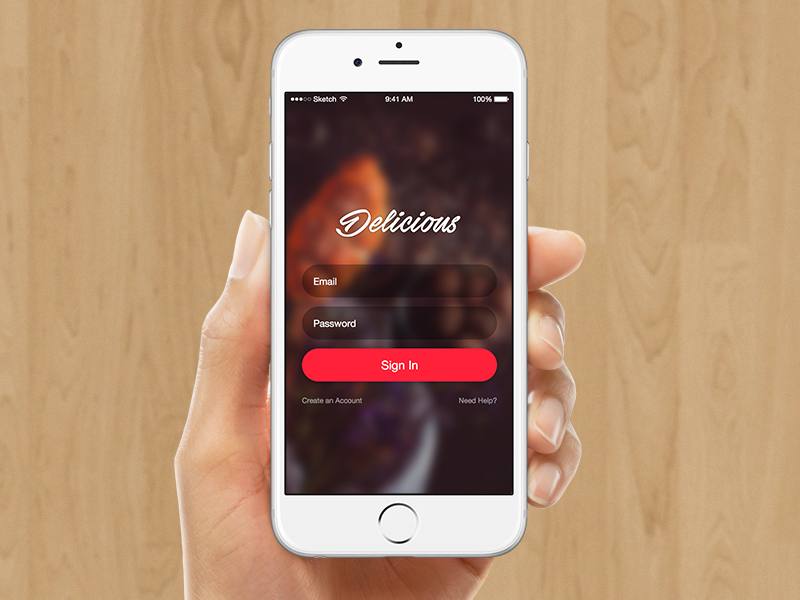 Sketch 9:41 AM 100%
Delicious
Email
Password
Sign In
Create an Account Need Help?